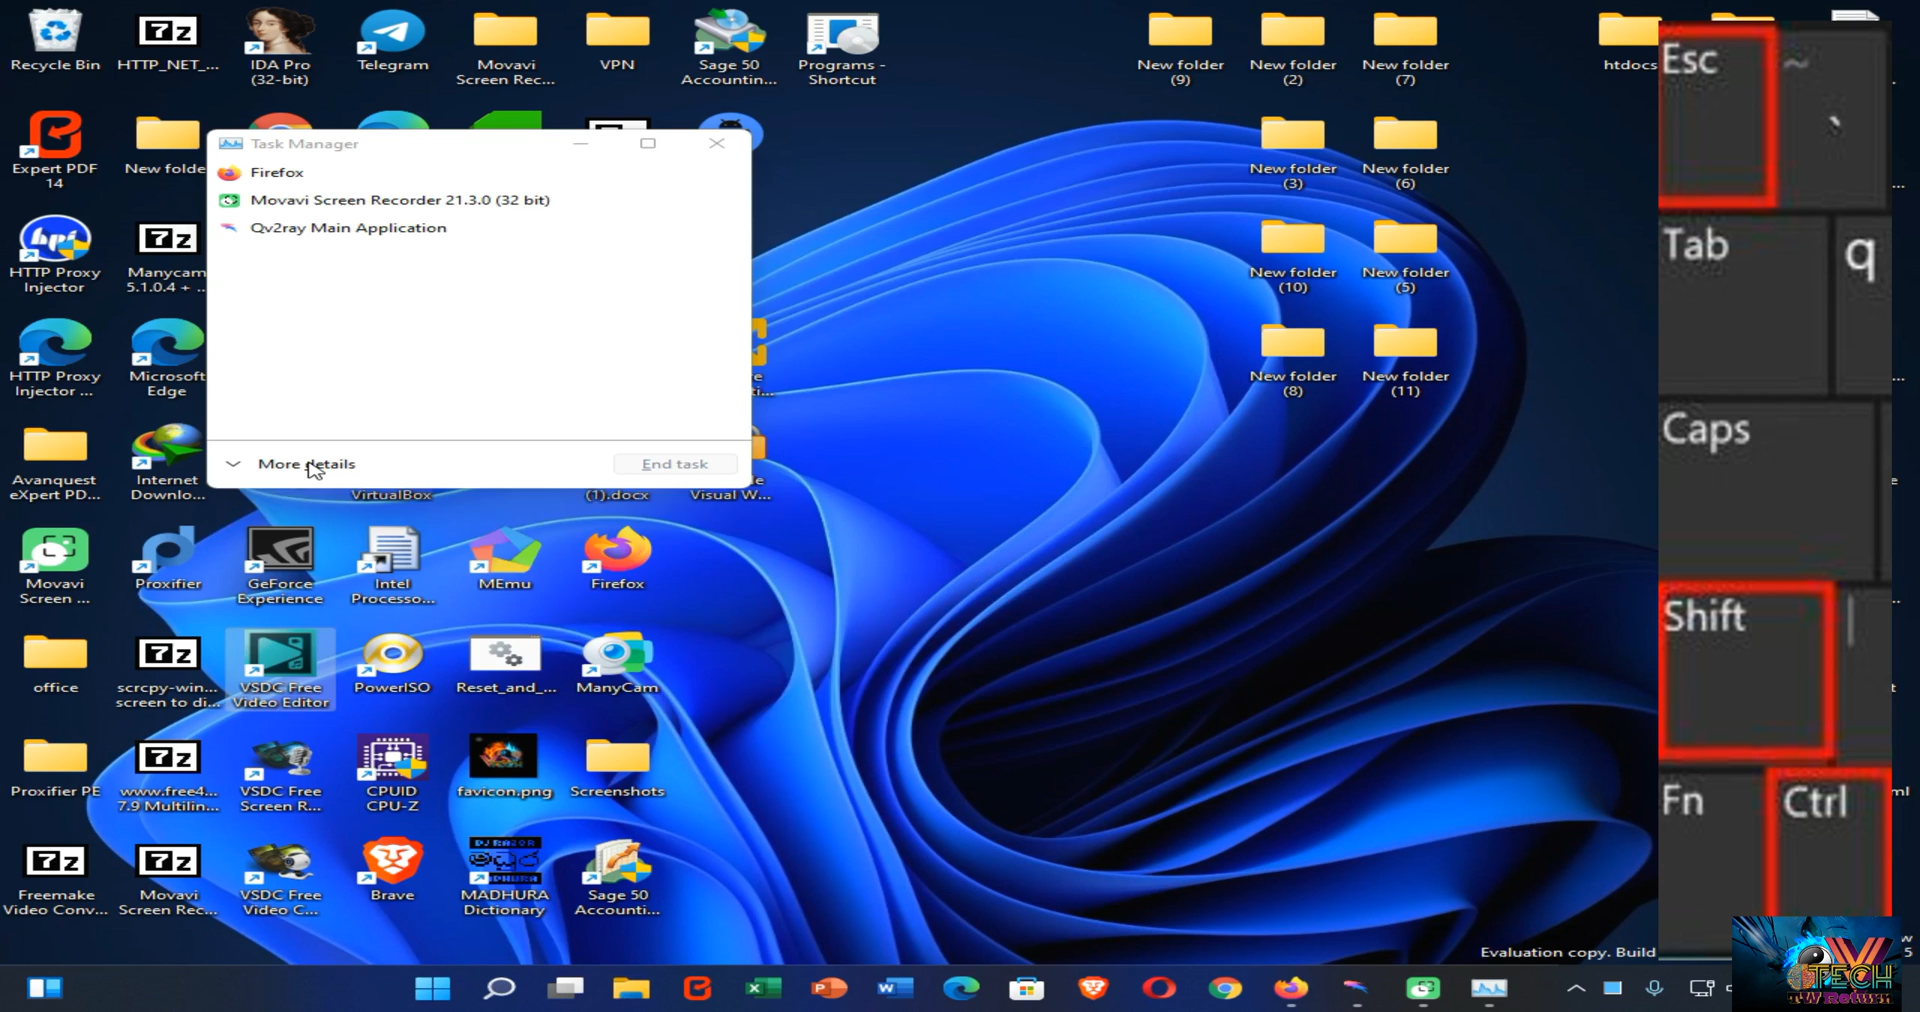 Recycle Bin
HTTP_NET_...
IDA Pro
(32-bit)
Telegram
Movavi
Screen Rec...
VPN
Sage 50
Accountin...
Programs -
Shortcut
New folder
(9)
New folder
(2)
New folder
(7)
htdocs
Expert PDF
14
New folde
New folder
(3)
New folder
(6)
Task Manager
Firefox
Movavi Screen Recorder 21.3.0 (32 bit)
Qv2ray Main Application
More details
End task
HTTP Proxy
Injector
Manycam
5.1.0.4 + ...
New folder
(10)
New folder
(5)
HTTP Proxy
Injector ...
Microsoft
Edge
New folder
(8)
New folder
(11)
Avanquest
eXpert PD...
Internet
Downlo...
VirtualBox
(1).docx
Visual W...
Movavi
Screen ...
Proxifier
GeForce
Experience
Intel
Processo...
MEmu
Firefox
office
scrcpy-win...
screen to di...
VSDC Free
Video Editor
PowerISO
Reset_and_...
ManyCam
Proxifier PE
www.free4...
7.9 Multilin...
VSDC Free
Screen R...
CPUID
CPU-Z
favicon.png
Screenshots
Freemake
Video Conv...
Movavi
Screen Rec...
VSDC Free
Video C...
Brave
MADHURA
Dictionary
Sage 50
Accounti...
Evaluation copy. Build
Esc
~
Tab
q
Caps
Shift
Fn
Ctrl
TECH
TW Return